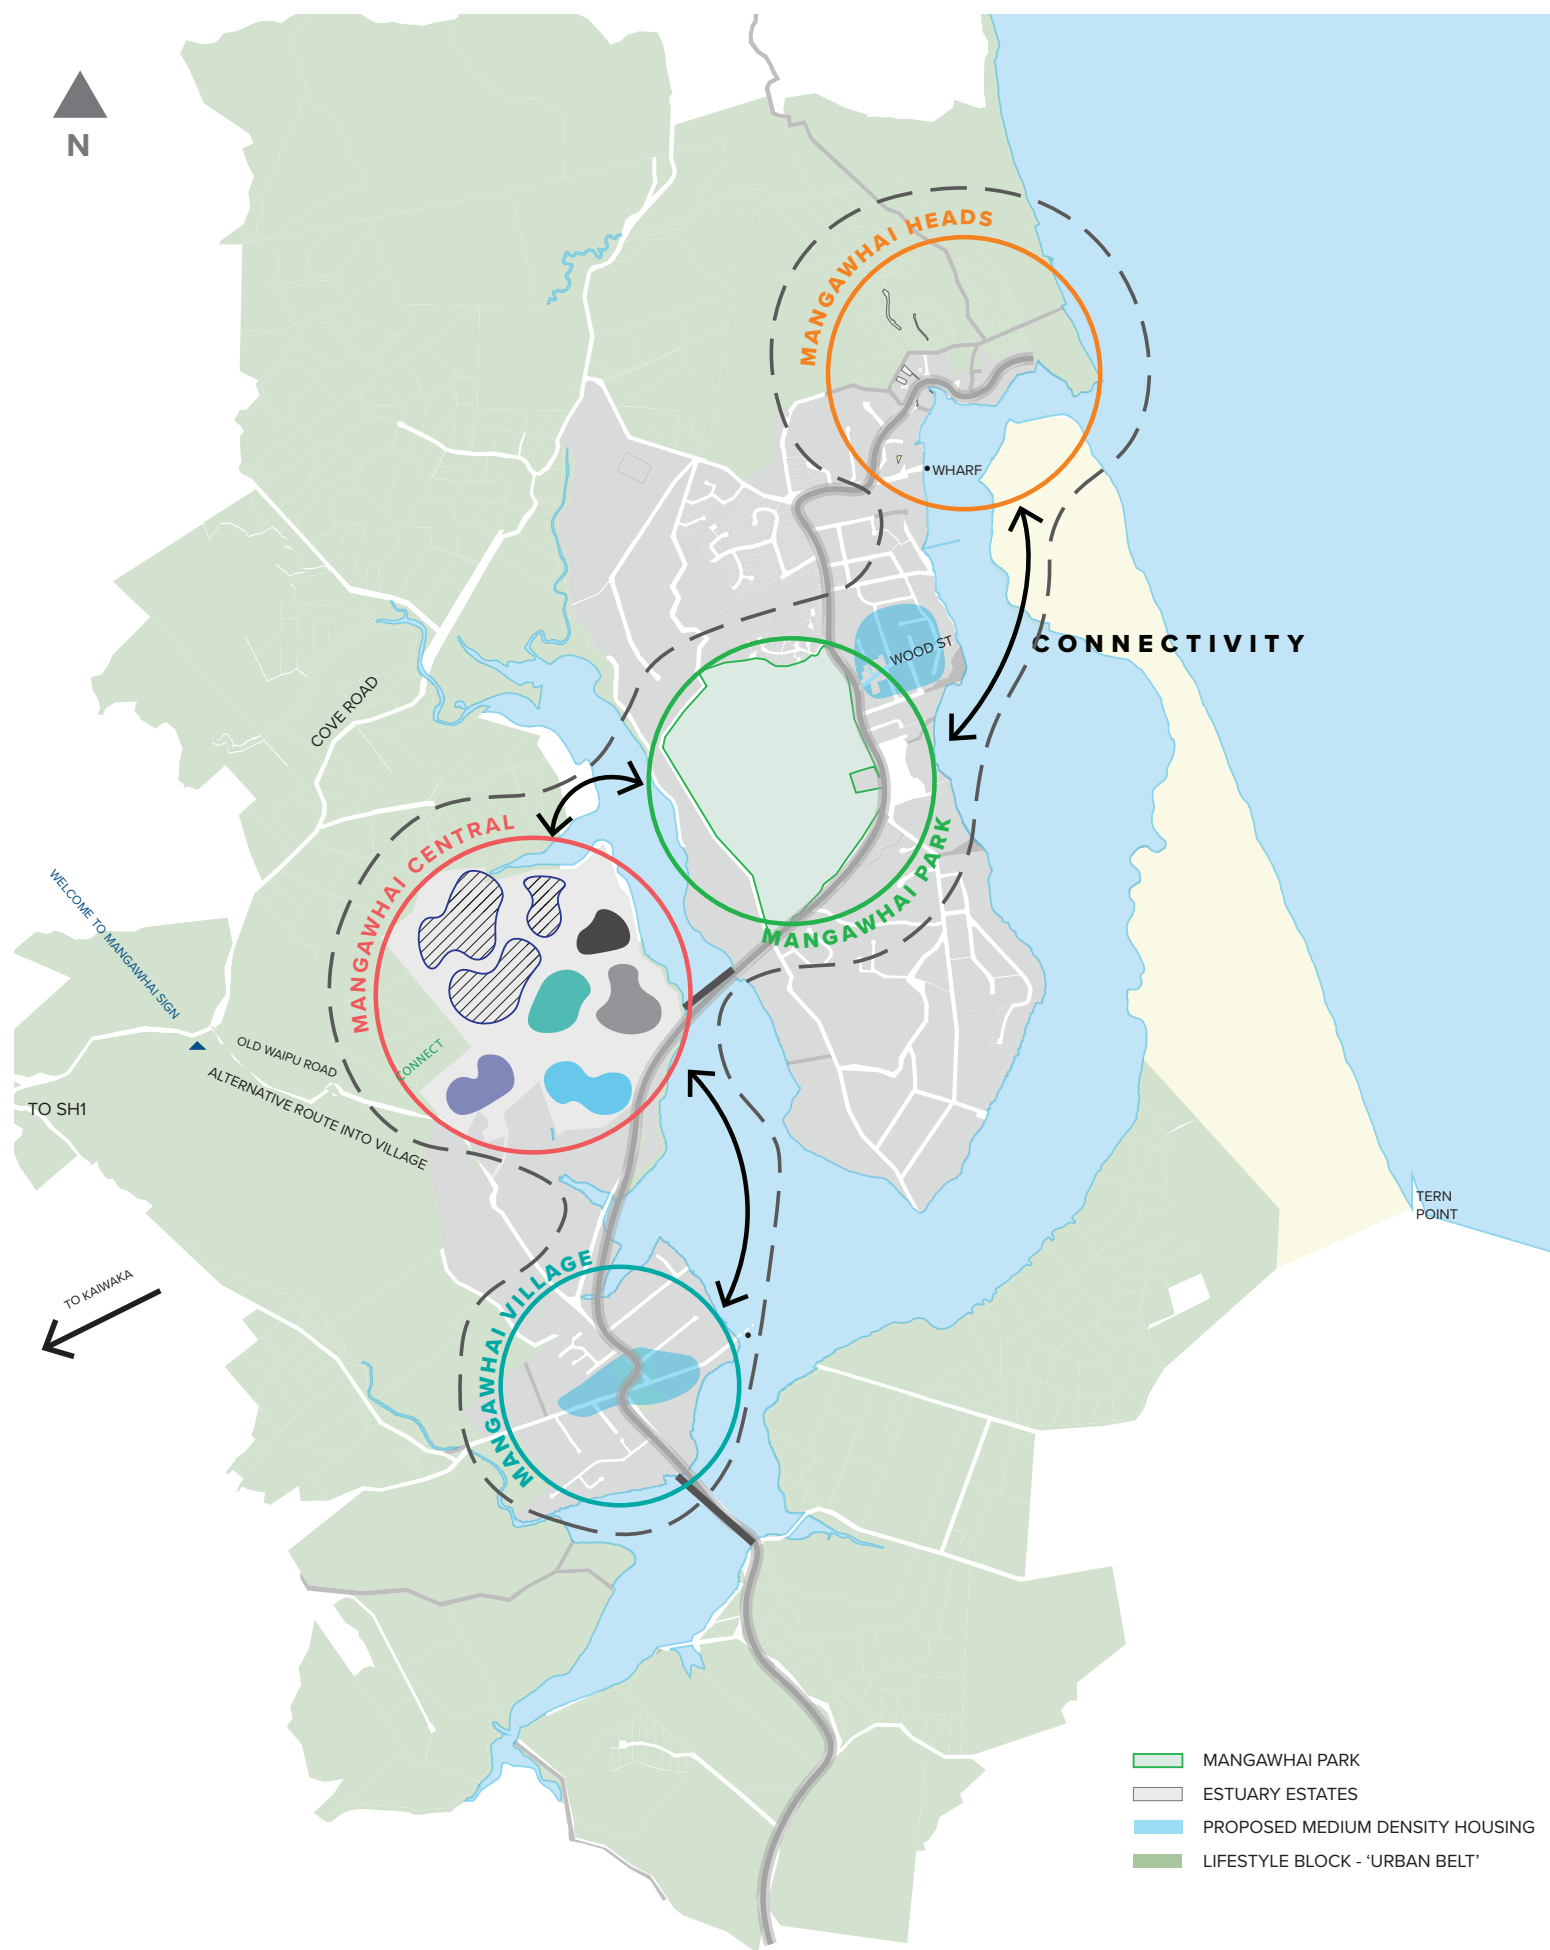 N
MANGAWHAI HEADS
WHARF
WOOD ST
CONNECTIVITY
COVE ROAD
MANGAWHAI CENTRAL
MANGAWHAI PARK
WELCOME TO MANGAWHAI SIGN
OLD WAIPU ROAD
CONNECT
ALTERNATIVE ROUTE INTO VILLAGE
TO SH1
TERN
POINT
TO KAIWAKA
MANGAWHAI VILLAGE
MANGAWHAI PARK
ESTUARY ESTATES
PROPOSED MEDIUM DENSITY HOUSING
LIFESTYLE BLOCK - ‘URBAN BELT’